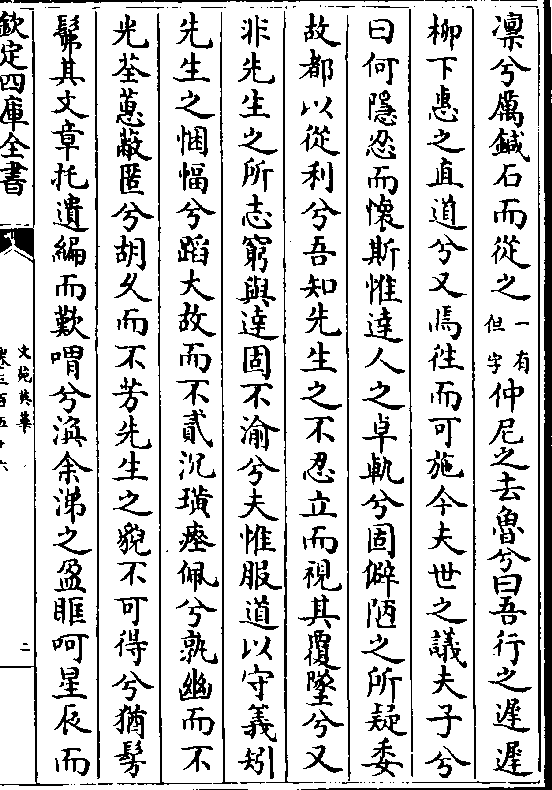 凛兮厲鍼石而從之一有但字仲尼之去魯兮曰吾行之遲遲
柳下惠之直道兮又焉徃而可施今夫世之議夫子兮
曰何隠忍而懐斯惟達人之卓軌兮固僻陋之所疑委
故都以從利兮吾知先生之不忍立而視其覆墜兮又
非先生之所志窮與達固不渝兮夫惟服道以守義矧
先生之悃愊兮蹈大故而不貳沉璜瘞佩兮孰幽而不
光荃蕙蔽匿兮胡久而不芳先生之貌不可得兮猶髣
髴其文章托遺編而歎喟兮渙余涕之盈眶呵星辰而
欽定四庫全書
文苑英華
卷三百五十六
二